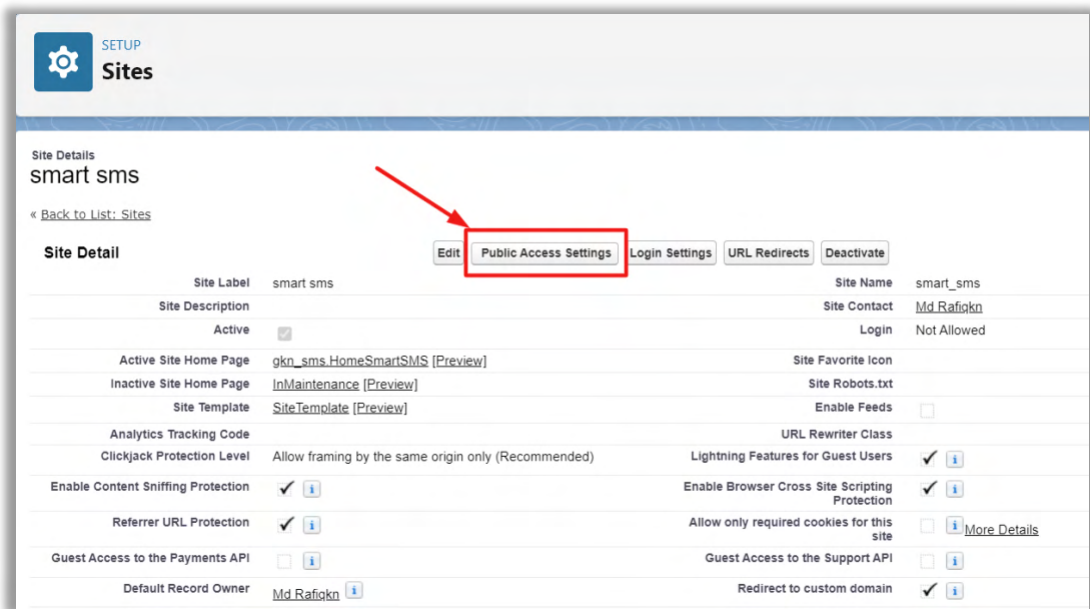 SETUP
Sites
Site Details
smart sms
« Back to List: Sites
Site Detail
Edit Public Access Settings Login Settings URL Redirects Deactivate
Site Label smart sms Site Name smart_sms
Site Description Site Contact Md Rafiqkn
Active Login Not Allowed
Active Site Home Page gkn_sms.HomeSmartSMS [Preview] Site Favorite Icon
Inactive Site Home Page InMaintenance [Preview] Site Robots.txt
Site Template SiteTemplate [Preview] Enable Feeds
Analytics Tracking Code URL Rewriter Class
Clickjack Protection Level Allow framing by the same origin only (Recommended) Lightning Features for Guest Users i
Enable Content Sniffing Protection i Enable Browser Cross Site Scripting
Protection i
Referrer URL Protection i Allow only required cookies for this
site i More Details
Guest Access to the Payments API i Guest Access to the Support API i
Default Record Owner Md Rafiqkn i Redirect to custom domain i